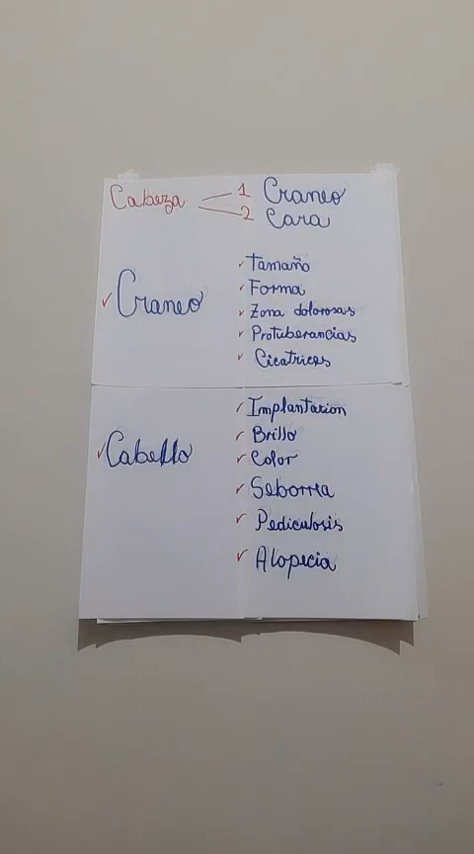 Cabeza 1 Craneo
2 Cara
✓ Craneo
✓ Tamaño
✓ Forma
✓ Zona dolorosas
✓ Protuberancias
✓ Cicatrices
✓ Cabello
✓ Implantacion
✓ Brillo
✓ Color
✓ Seborrea
✓ Pediculosis
✓ Alopecia